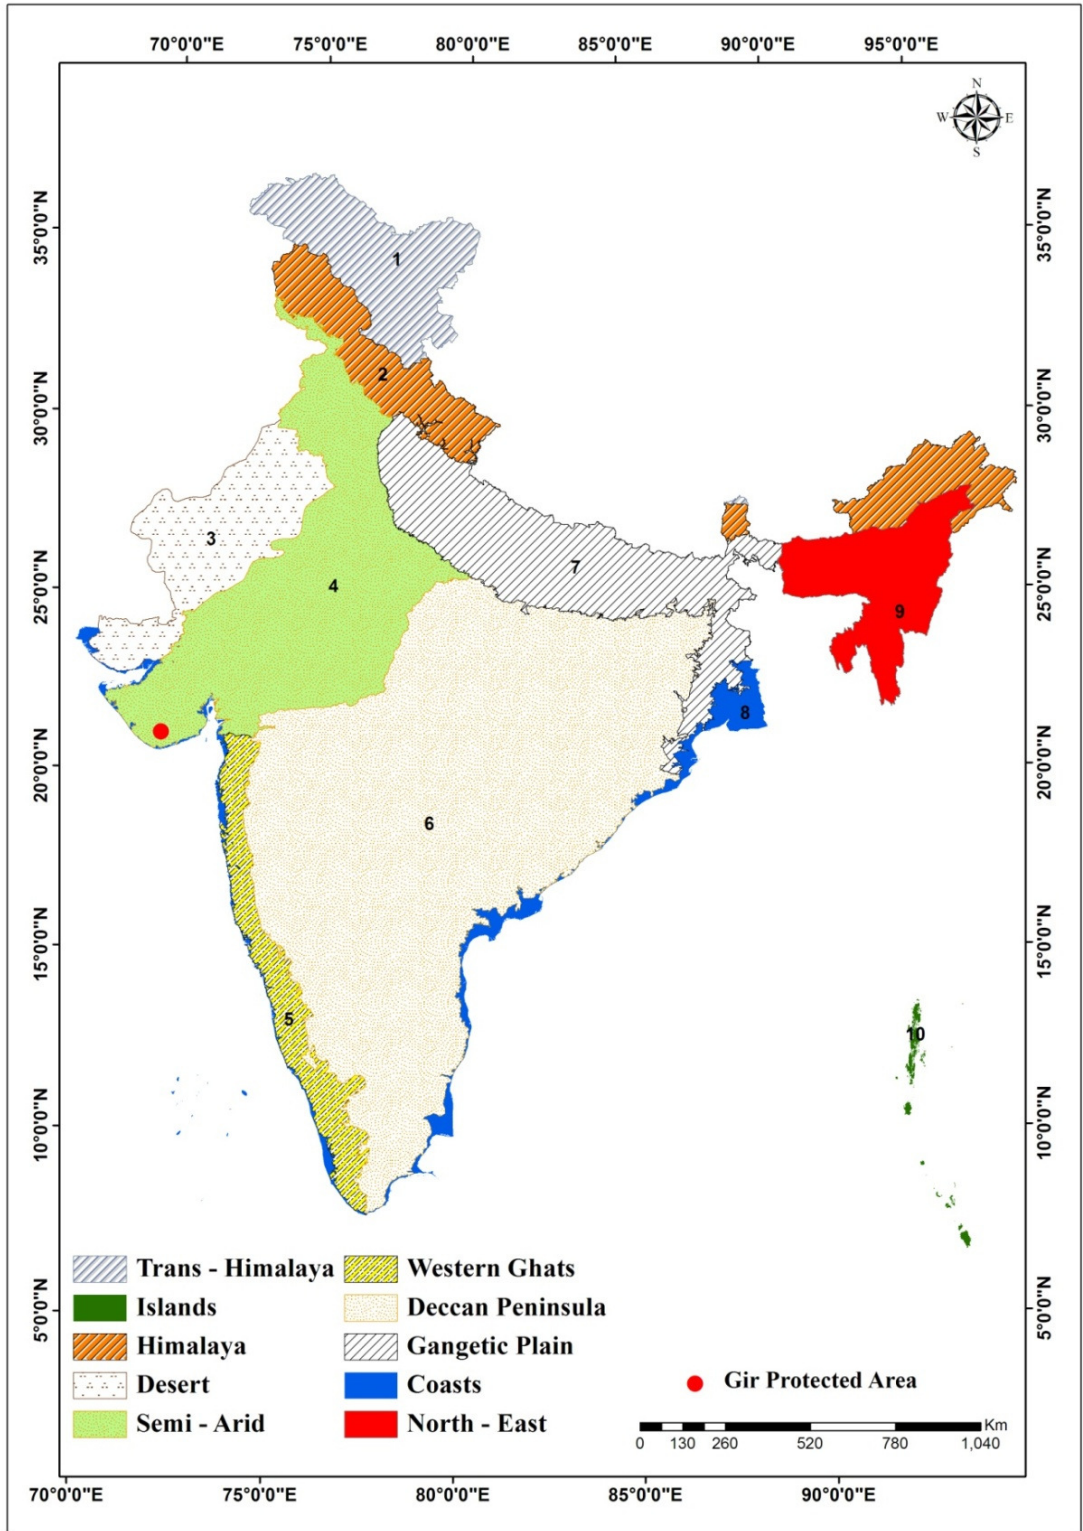 70°0'0"E 75°0'0"E 80°0'0"E 85°0'0"E 90°0'0"E 95°0'0"E
N
W E
S
35°0'0"N 35°0'0"N
1
2
30°0'0"N 30°0'0"N
3
7
4
25°0'0"N 25°0'0"N
9
8
20°0'0"N 20°0'0"N
6
15°0'0"N 15°0'0"N
5
10
10°0'0"N 10°0'0"N
Trans - Himalaya Western Ghats
Islands Deccan Peninsula
5°0'0"N 5°0'0"N
Himalaya Gangetic Plain
Desert Coasts Gir Protected Area
Semi - Arid North - East
Km
0 130 260 520 780 1,040
70°0'0"E 75°0'0"E 80°0'0"E 85°0'0"E 90°0'0"E